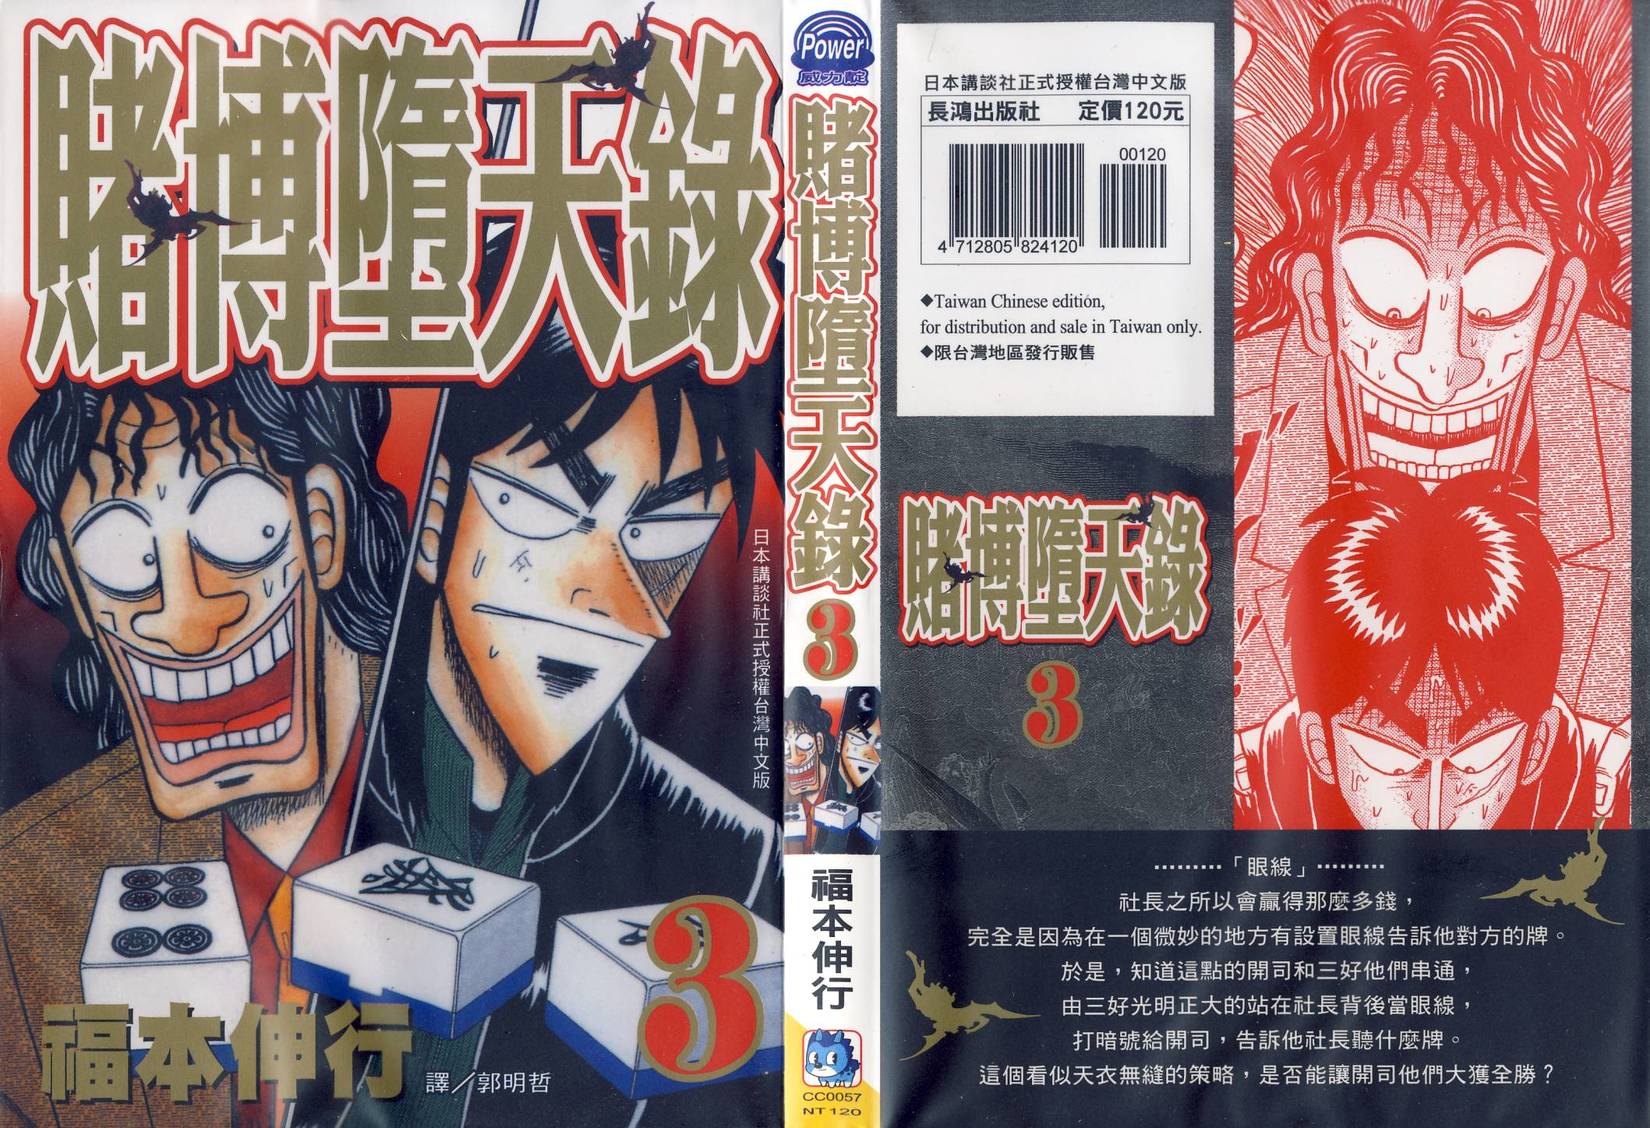 賭博墮天錄
日本講談社正式授權台灣中文版
3
福本伸行
譯／郭明哲
Power
威力龍
賭博墮天錄
3
福本伸行
CC0057
NT 120
日本講談社正式授權台灣中文版
長鴻出版社 定價120元
00120
4 712805 824120
◆Taiwan Chinese edition,
for distribution and sale in Taiwan only.
◆限台灣地區發行販售
賭博墮天錄
3
………「眼線」………
社長之所以會贏得那麼多錢，
完全是因為在一個微妙的地方有設置眼線告訴他對方的牌。
於是，知道這點的開司和三好他們串通，
由三好光明正大的站在社長背後當眼線，
打暗號給開司，告訴他社長聽什麼牌。
這個看似天衣無縫的策略，是否能讓開司他們大獲全勝？